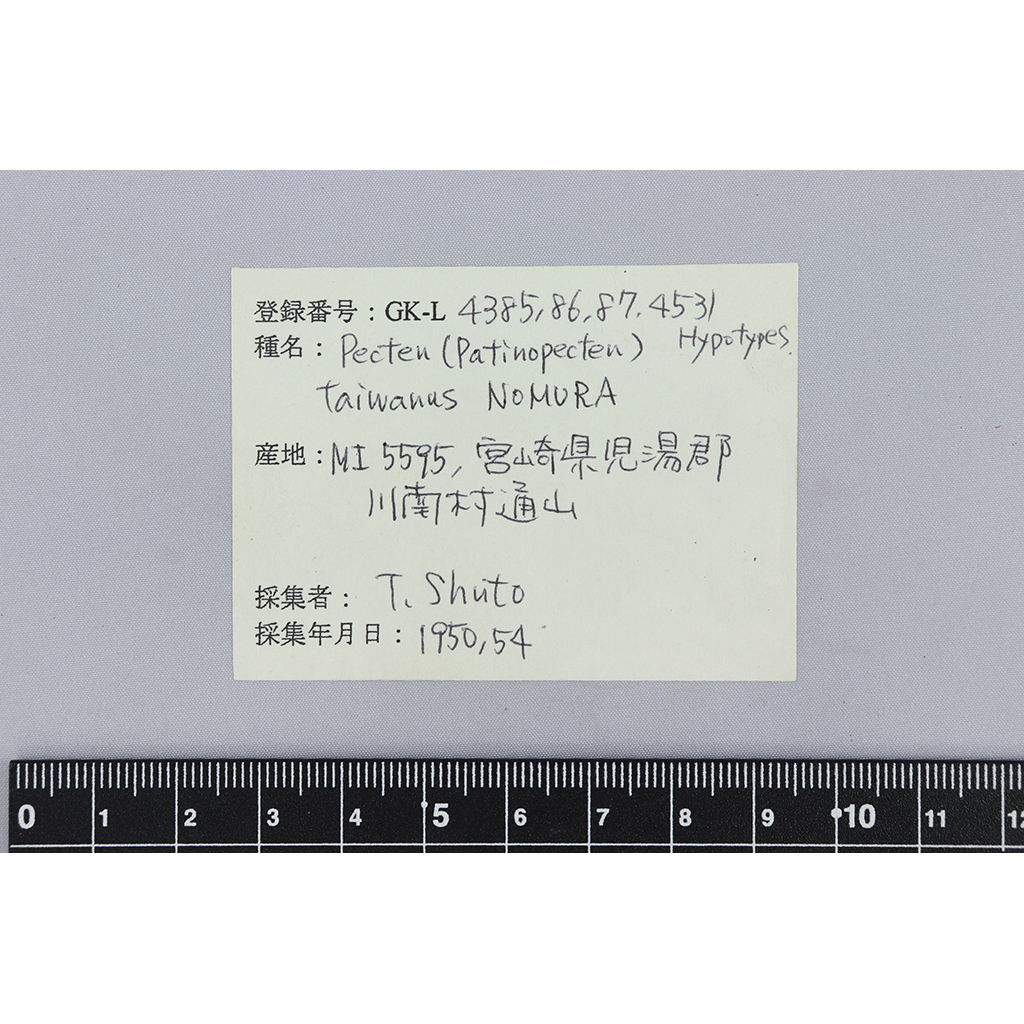 登録番号：GK-L 4385,86,87,4531
種名： Pecten (Patinopecten) Hypotypes.
taiwanus NOMURA
産地：MI 5595, 宮崎県児湯郡
川南村通山
採集者： T. Shuto
採集年月日： 1950,54
0 1 2 3 4 5 6 7 8 9 10 11 12